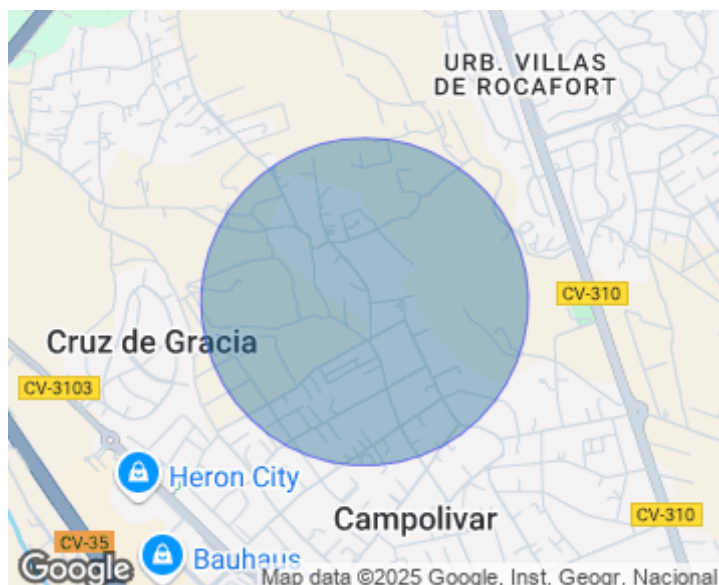 URB. VILLAS
DE ROCAFORT
CV-310
Cruz de Gracia
CV-3103
Heron City
Campolivar
CV-310
CV-35
Bauhaus
Google
Map data ©2025 Google, Inst. Geogr. Nacional